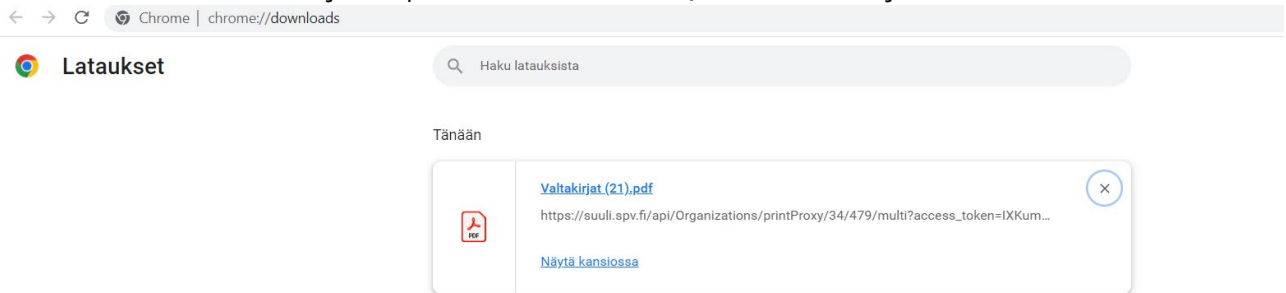 Chrome | chrome://downloads
Lataukset
Haku latauksista
Tänään
Valtakirjat (21).pdf
https://suuli.spv.fi/api/Organizations/printProxy/34/479/multi?access_token=IXKum...
PDF
Näytä kansiossa